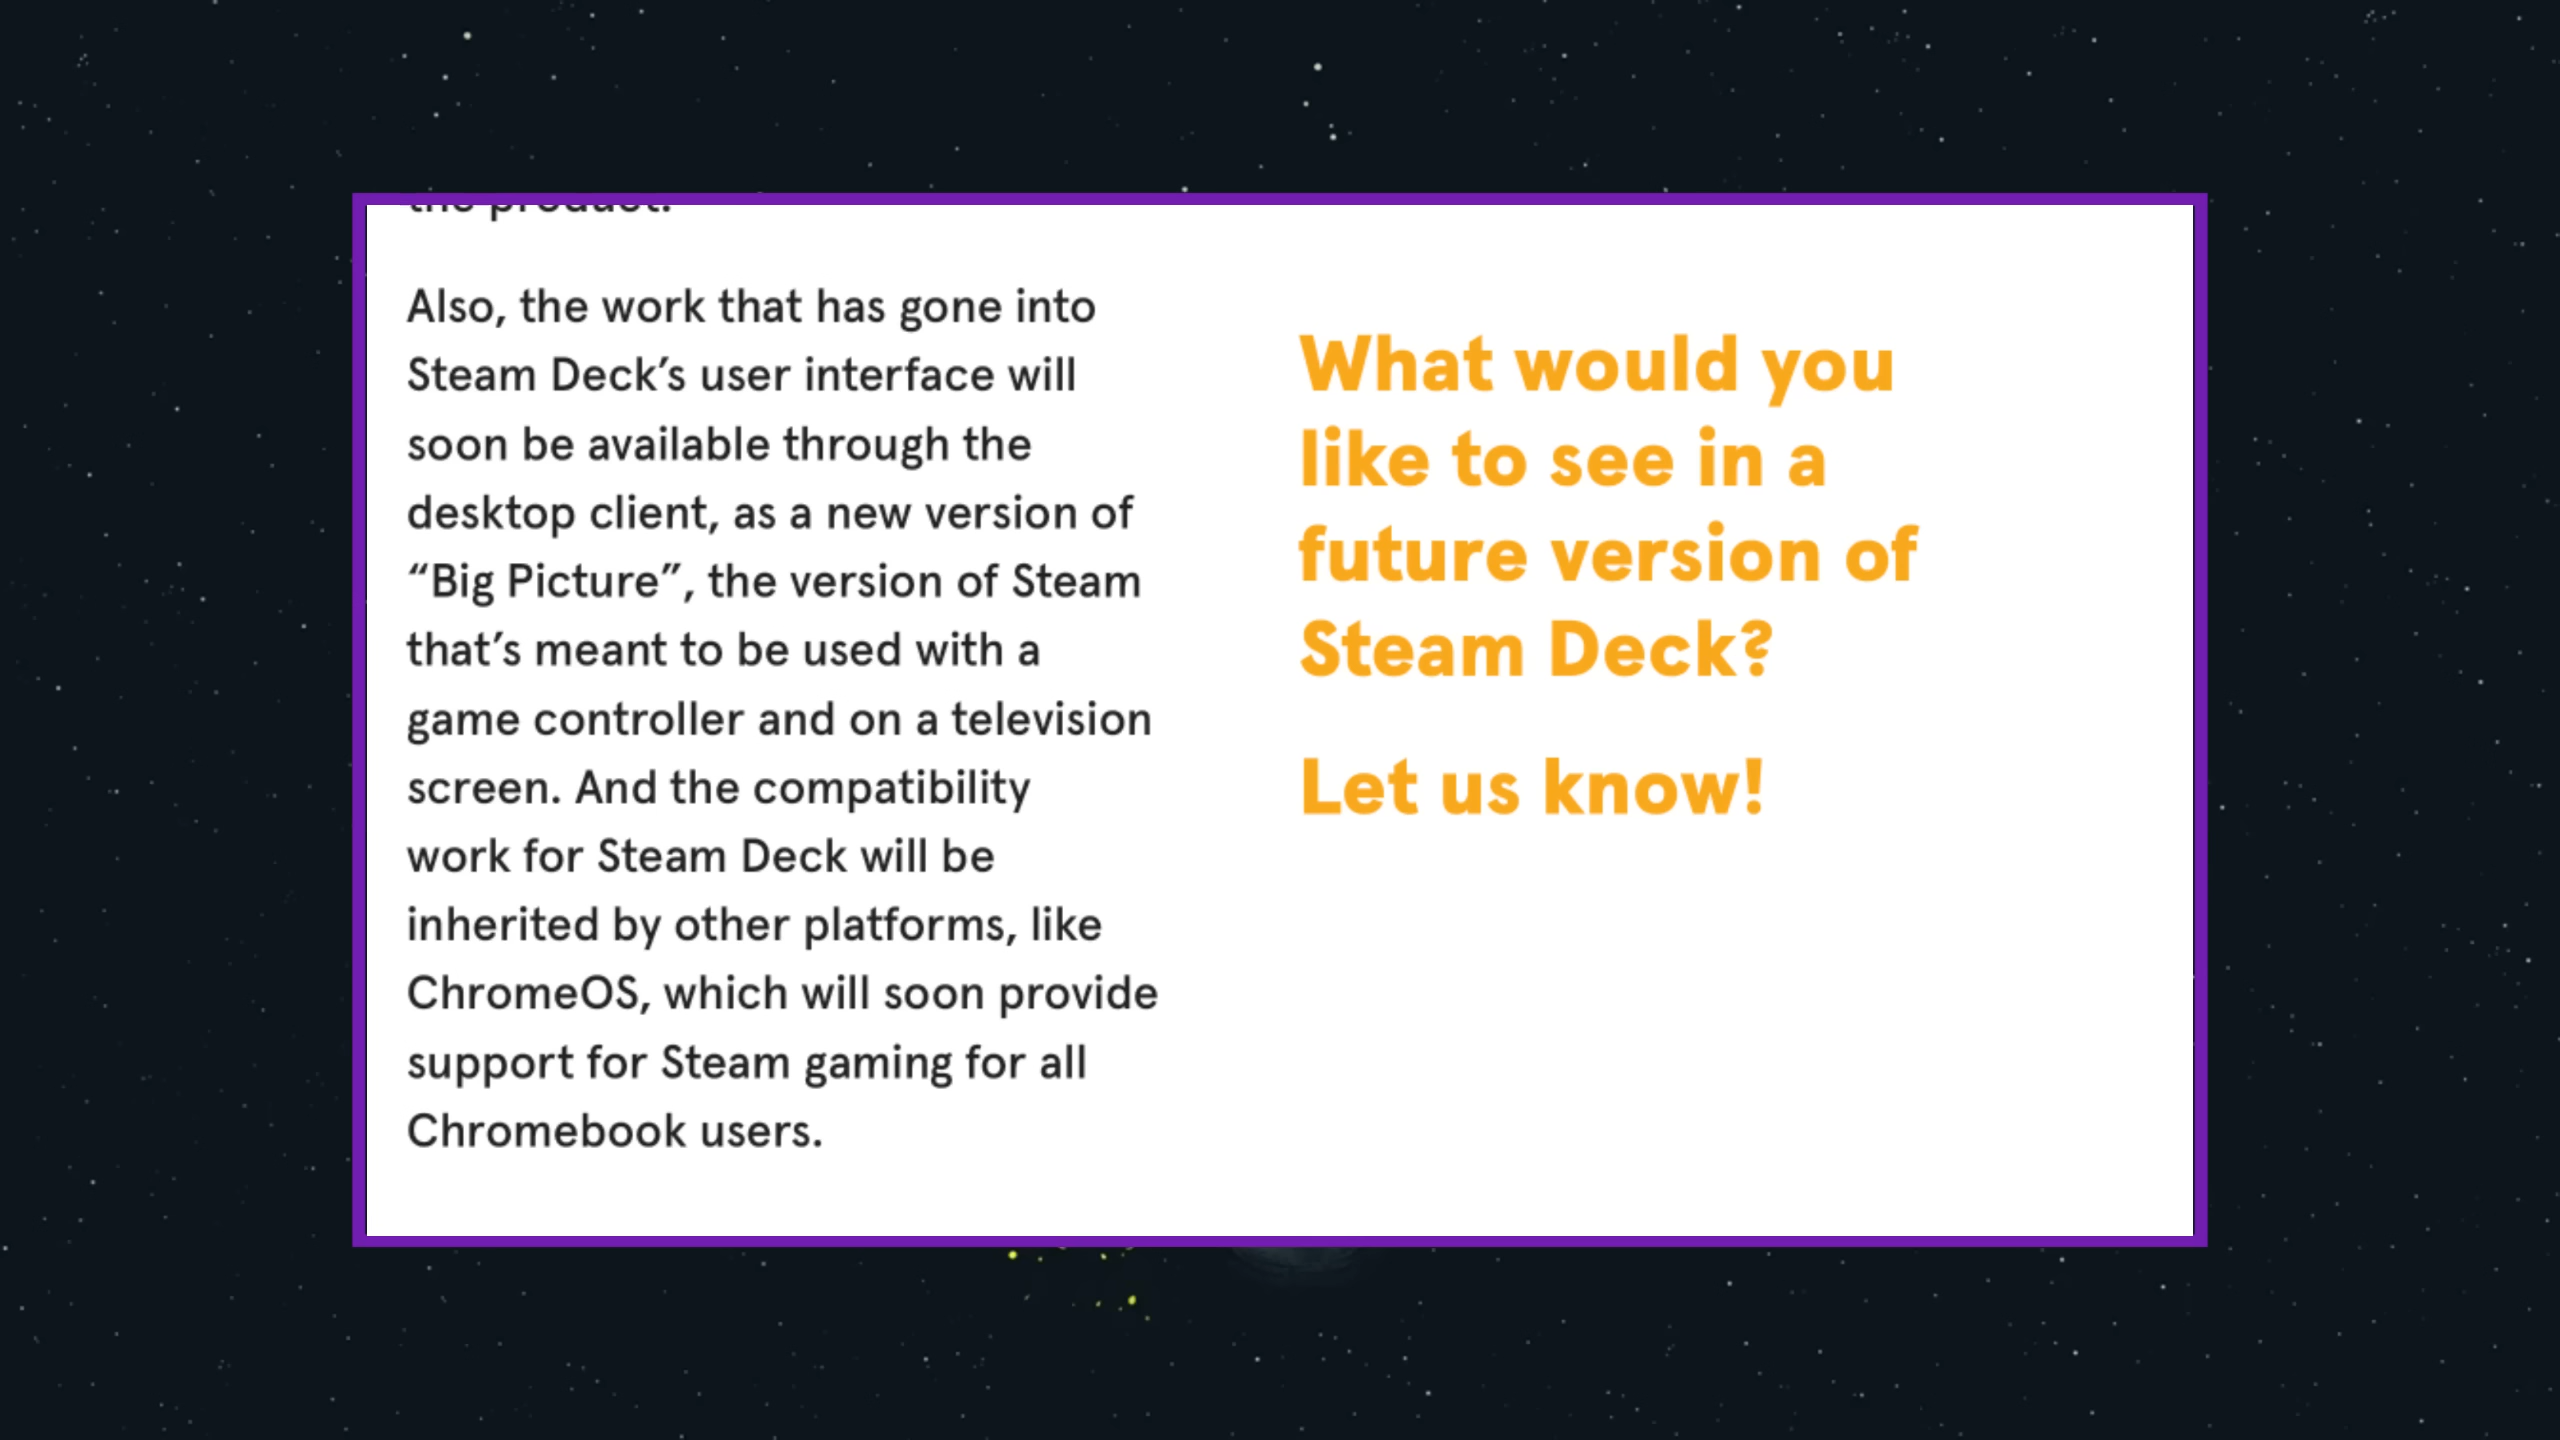 the product.
Also, the work that has gone into
Steam Deck’s user interface will
soon be available through the
desktop client, as a new version of
“Big Picture”, the version of Steam
that’s meant to be used with a
game controller and on a television
screen. And the compatibility
work for Steam Deck will be
inherited by other platforms, like
ChromeOS, which will soon provide
support for Steam gaming for all
Chromebook users.
What would you
like to see in a
future version of
Steam Deck?
Let us know!